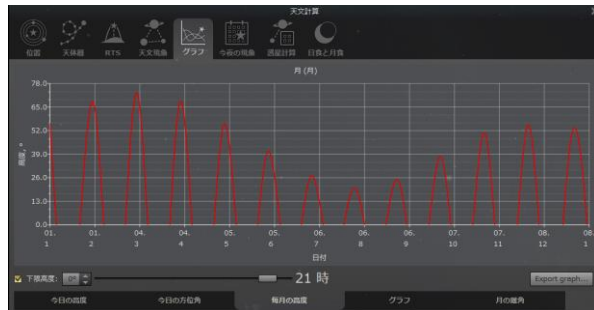 天文計算
位置 天体暦 RTS 天文現象 グラフ 今夜の現象 惑星計算 日食と月食
月 (月)
78.0
65.0
52.0
39.0
26.0
13.0
0.0
高度, °
01. 01. 04. 04. 05. 05. 06. 06. 06. 07. 07. 08. 08.
1 2 3 4 5 6 7 8 9 10 11 12 1
日付
下限高度: 0° 21 時 Export graph...
今日の高度 今日の方位角 毎月の高度 グラフ 月の離角